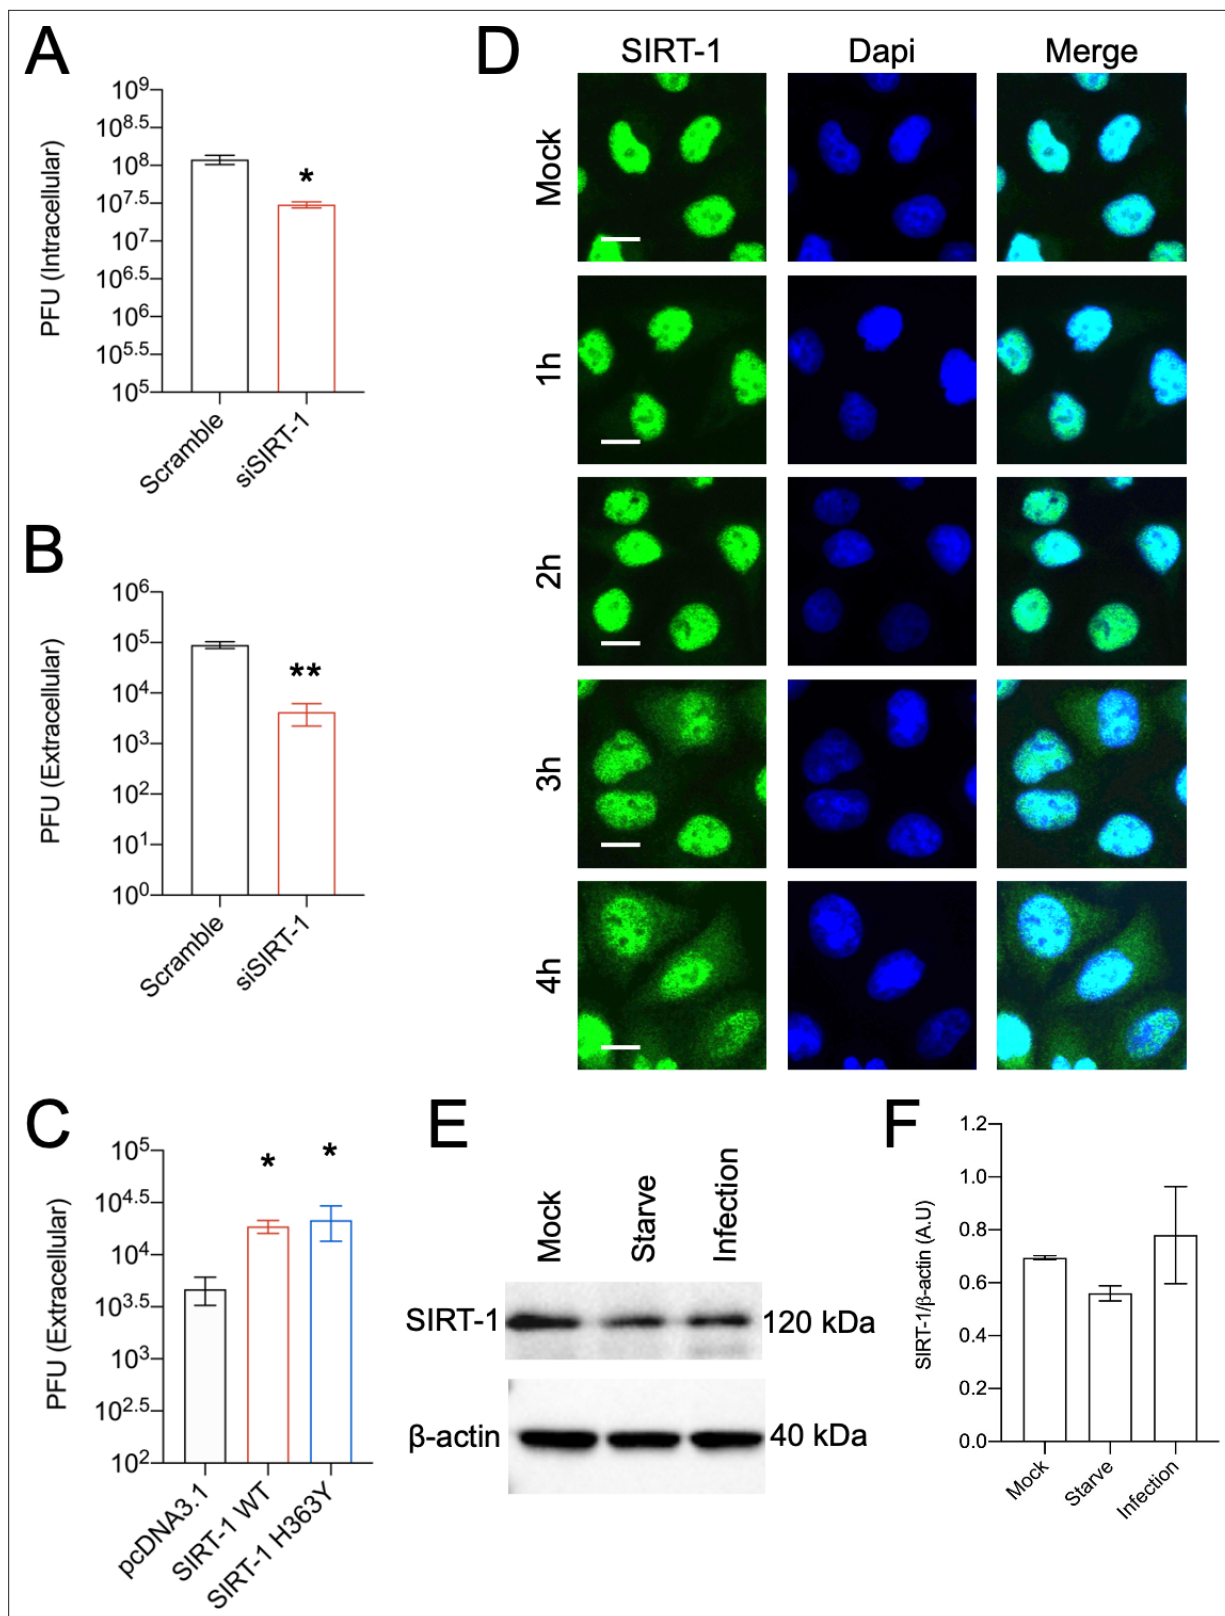 A
PFU (Intracellular)
10^9
10^8.5
10^8
10^7.5
10^7
10^6.5
10^6
10^5.5
10^5
*
Scramble
siSIRT-1
B
PFU (Extracellular)
10^6
10^5
10^4
10^3
10^2
10^1
10^0
**
Scramble
siSIRT-1
C
PFU (Extracellular)
10^5
10^4.5
10^4
10^3.5
10^3
10^2.5
10^2
*
*
pcDNA3.1
SIRT-1 WT
SIRT-1 H363Y
D
SIRT-1 Dapi Merge
Mock
1h
2h
3h
4h
E
Mock Starve Infection
SIRT-1 120 kDa
β-actin 40 kDa
F
SIRT-1/β-actin (A.U)
1.2
1.0
0.8
0.6
0.4
0.2
0.0
Mock
Starve
Infection